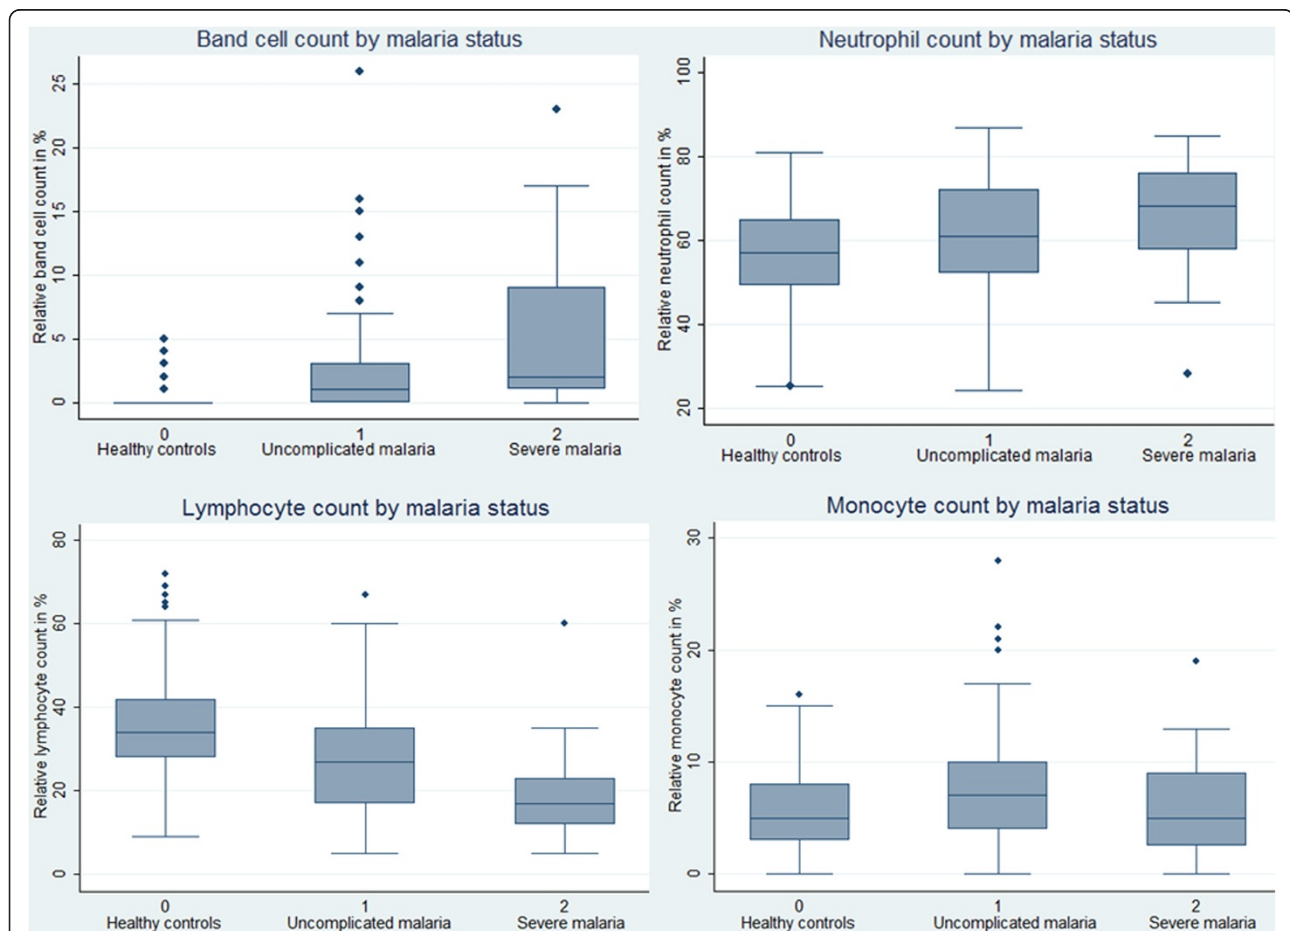 Band cell count by malaria status
Relative band cell count in %
25
20
15
10
5
0
0 1 2
Healthy controls Uncomplicated malaria Severe malaria
Neutrophil count by malaria status
Relative neutrophil count in %
100
80
60
40
20
0 1 2
Healthy controls Uncomplicated malaria Severe malaria
Lymphocyte count by malaria status
Relative lymphocyte count in %
80
60
40
20
0
0 1 2
Healthy controls Uncomplicated malaria Severe malaria
Monocyte count by malaria status
Relative monocyte count in %
30
20
10
0
0 1 2
Healthy controls Uncomplicated malaria Severe malaria